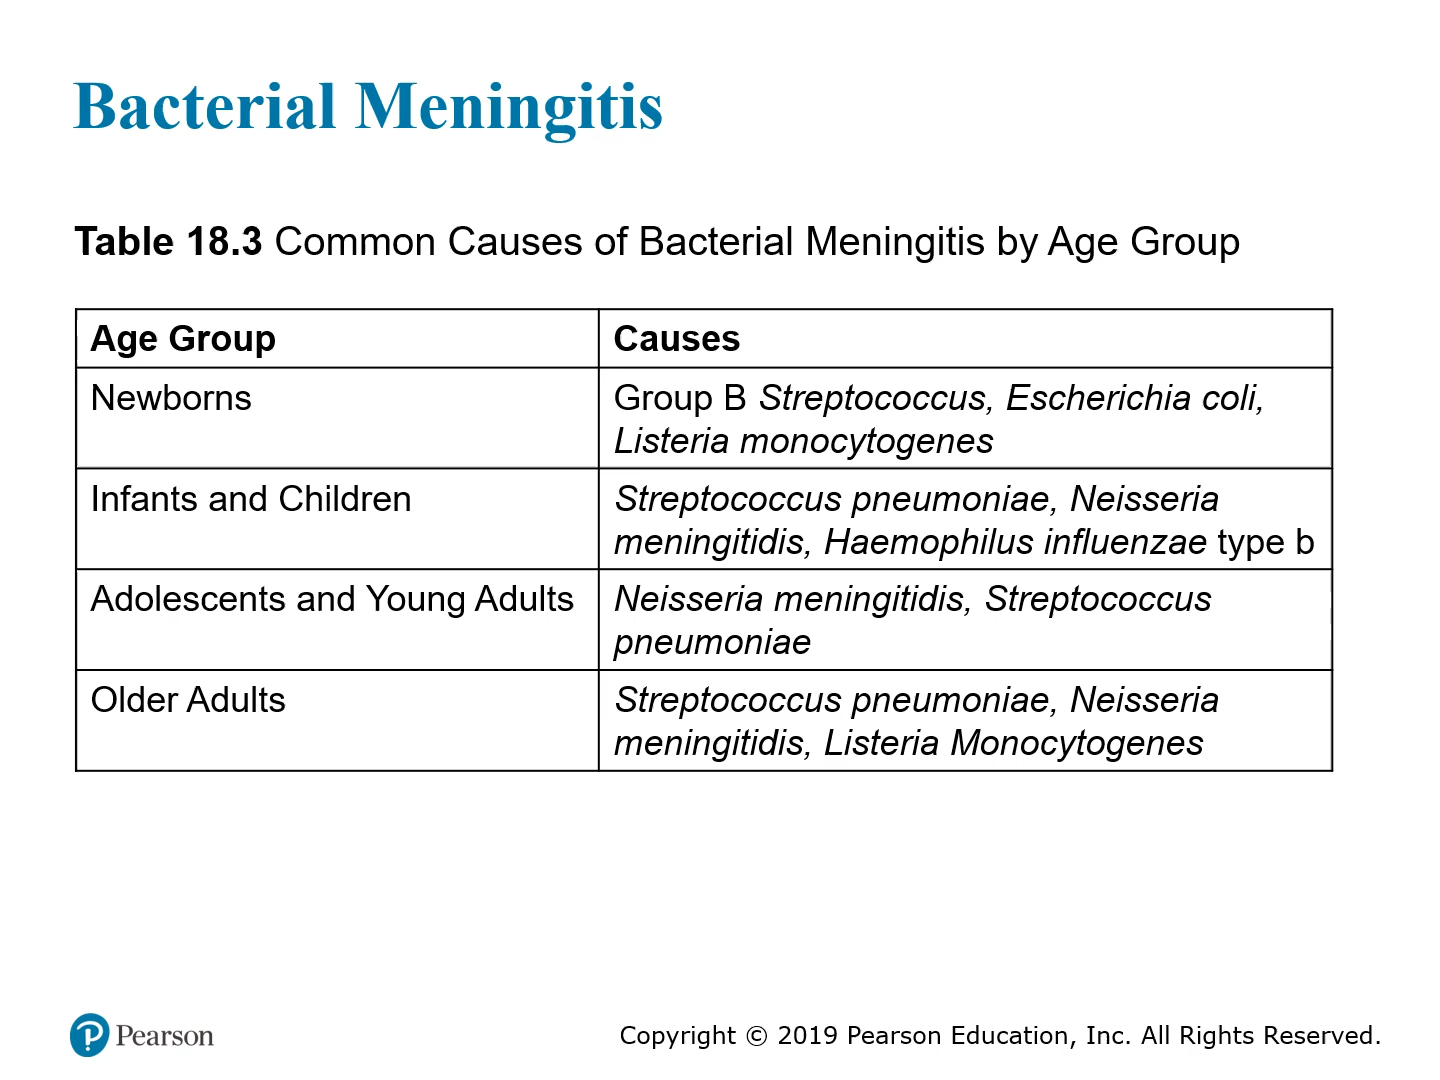 Bacterial Meningitis
Table 18.3 Common Causes of Bacterial Meningitis by Age Group
Age Group
Causes
Newborns
Group B Streptococcus, Escherichia coli,
Listeria monocytogenes
Infants and Children
Streptococcus pneumoniae, Neisseria
meningitidis, Haemophilus influenzae type b
Adolescents and Young Adults
Neisseria meningitidis, Streptococcus
pneumoniae
Older Adults
Streptococcus pneumoniae, Neisseria
meningitidis, Listeria Monocytogenes
Pearson
Copyright © 2019 Pearson Education, Inc. All Rights Reserved.